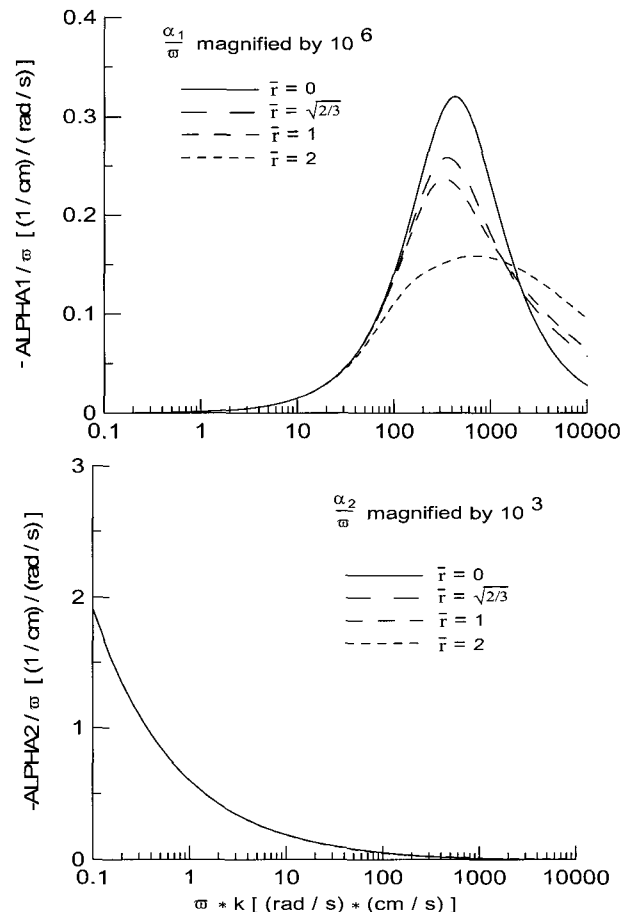 0.4
0.3
0.2
0.1
0
- ALPHA1 / ϖ [ (1 / cm) / (rad / s) ]
α₁/ϖ magnified by 10 ⁶
r̄ = 0
r̄ = √2/3
r̄ = 1
r̄ = 2
0.1 1 10 100 1000 10000
3
2
1
0
-ALPHA2 / ϖ [ (1 / cm) / (rad / s) ]
α₂/ϖ magnified by 10 ³
r̄ = 0
r̄ = √2/3
r̄ = 1
r̄ = 2
0.1 1 10 100 1000 10000
ϖ * k [ (rad / s) * (cm / s) ]